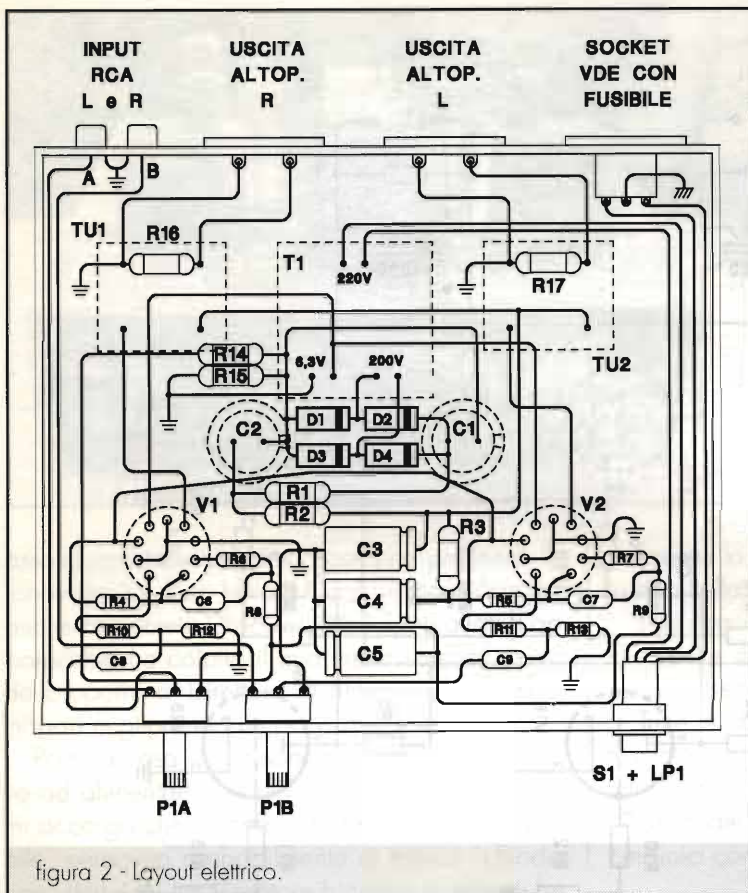 INPUT
RCA
L e R
USCITA
ALTOP.
R
USCITA
ALTOP.
L
SOCKET
VDE CON
FUSIBILE
A
B
TU1
R16
T1
220V
R17
TU2
R14
R15
6,3V
200V
C2
D1
D2
C1
D3
D4
R1
R2
V1
R3
V2
C3
R6
R7
R4
C6
R8
C4
R5
C7
R9
R10
R12
R11
R13
C8
C5
C9
P1A
P1B
S1 + LP1
figura 2 - Layout elettrico.